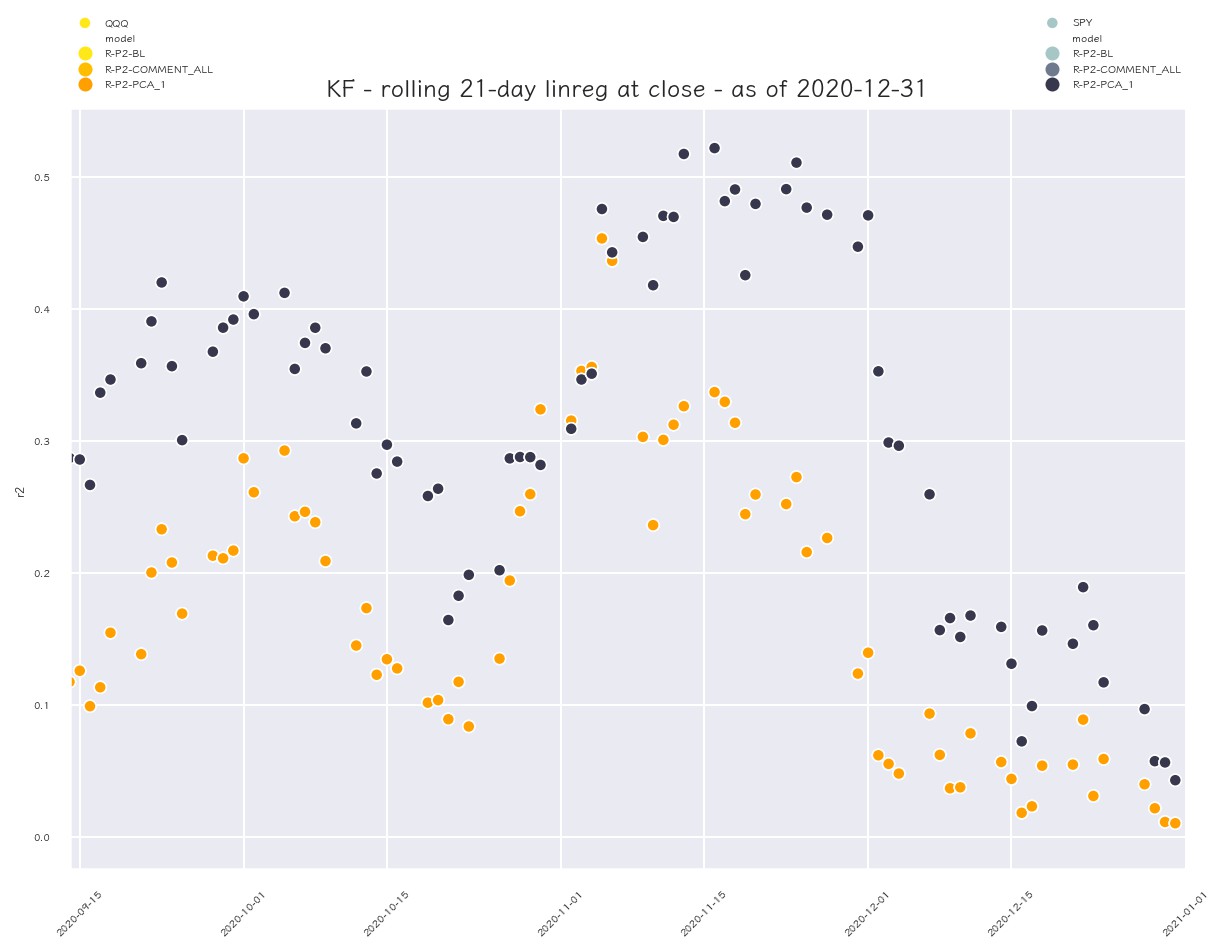 QQQ
model
R-P2-BL
R-P2-COMMENT_ALL
R-P2-PCA_1
SPY
model
R-P2-BL
R-P2-COMMENT_ALL
R-P2-PCA_1
KF - rolling 21-day linreg at close - as of 2020-12-31
0.5
0.4
0.3
0.2
0.1
0.0
r2
2020-09-15
2020-10-01
2020-10-15
2020-11-01
2020-11-15
2020-12-01
2020-12-15
2021-01-01